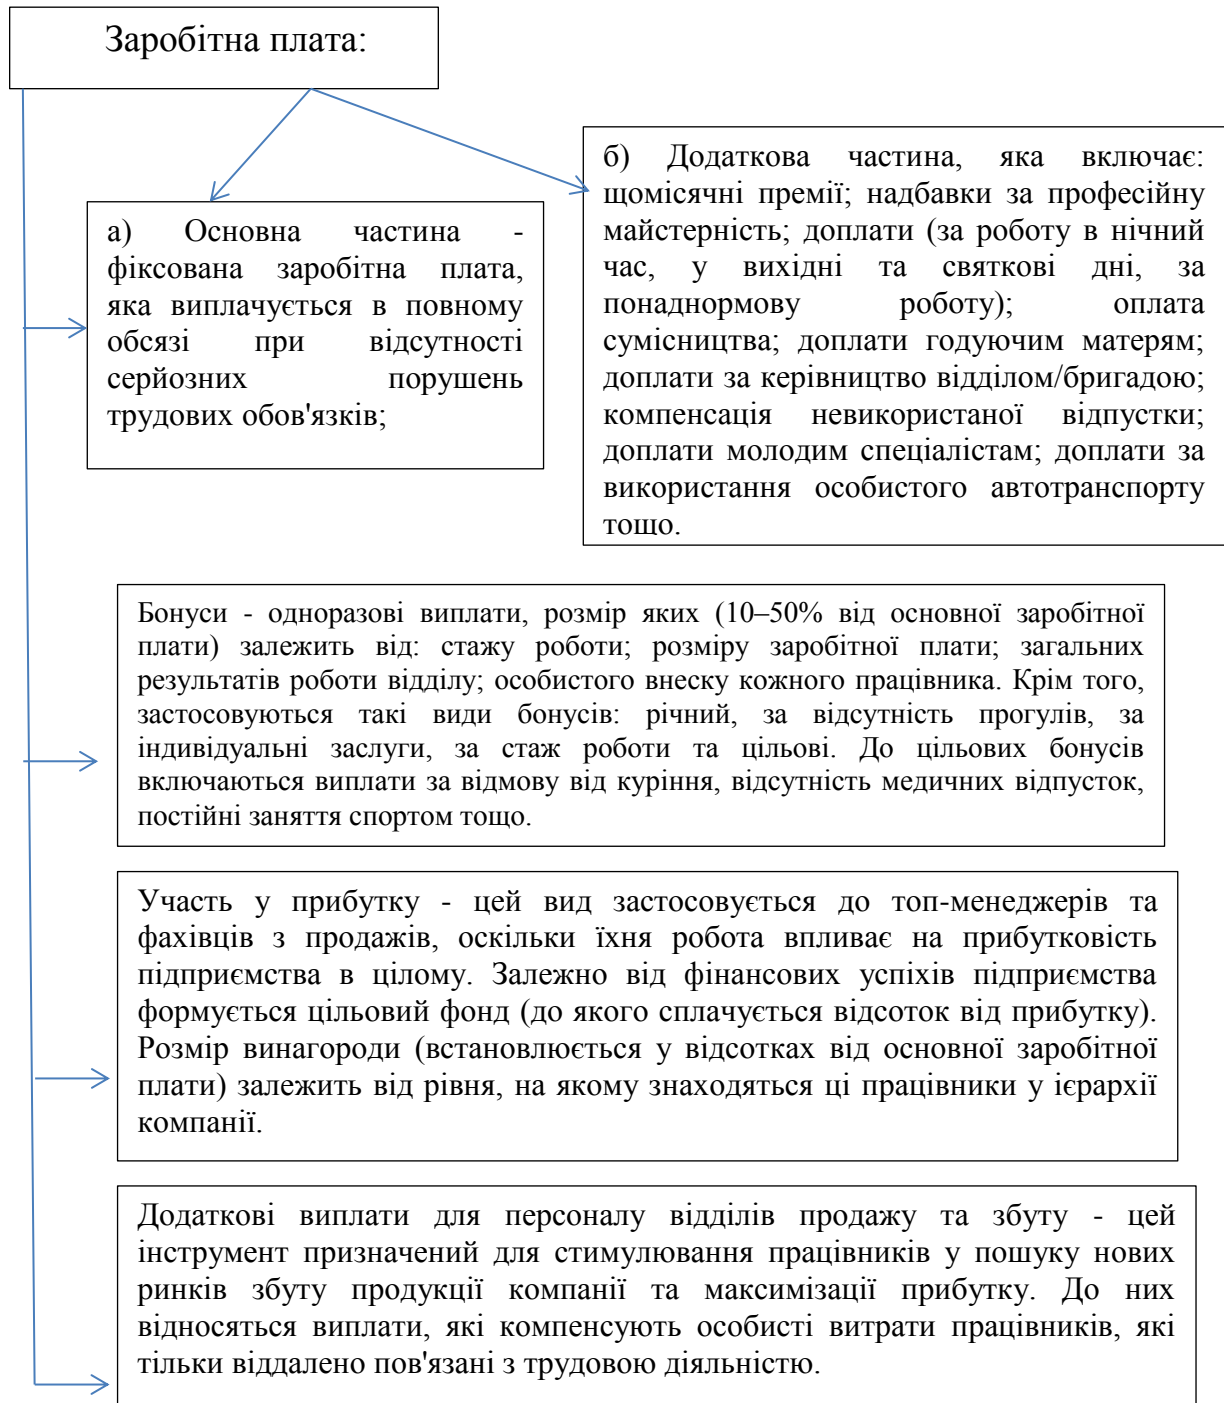 Заробітна плата:
а) Основна частина -
фіксована заробітна плата,
яка виплачується в повному
обсязі при відсутності
серйозних порушень
трудових обов'язків;
б) Додаткова частина, яка включає:
щомісячні премії; надбавки за професійну
майстерність; доплати (за роботу в нічний
час, у вихідні та святкові дні, за
понаднормову роботу); оплата
сумісництва; доплати годуючим матерям;
доплати за керівництво відділом/бригадою;
компенсація невикористаної відпустки;
доплати молодим спеціалістам; доплати за
використання особистого автотранспорту
тощо.
Бонуси - одноразові виплати, розмір яких (10–50% від основної заробітної
плати) залежить від: стажу роботи; розміру заробітної плати; загальних
результатів роботи відділу; особистого внеску кожного працівника. Крім того,
застосовуються такі види бонусів: річний, за відсутність прогулів, за
індивідуальні заслуги, за стаж роботи та цільові. До цільових бонусів
включаються виплати за відмову від куріння, відсутність медичних відпусток,
постійні заняття спортом тощо.
Участь у прибутку - цей вид застосовується до топ-менеджерів та
фахівців з продажів, оскільки їхня робота впливає на прибутковість
підприємства в цілому. Залежно від фінансових успіхів підприємства
формується цільовий фонд (до якого сплачується відсоток від прибутку).
Розмір винагороди (встановлюється у відсотках від основної заробітної
плати) залежить від рівня, на якому знаходяться ці працівники у ієрархії
компанії.
Додаткові виплати для персоналу відділів продажу та збуту - цей
інструмент призначений для стимулювання працівників у пошуку нових
ринків збуту продукції компанії та максимізації прибутку. До них
відносяться виплати, які компенсують особисті витрати працівників, які
тільки віддалено пов'язані з трудовою діяльністю.